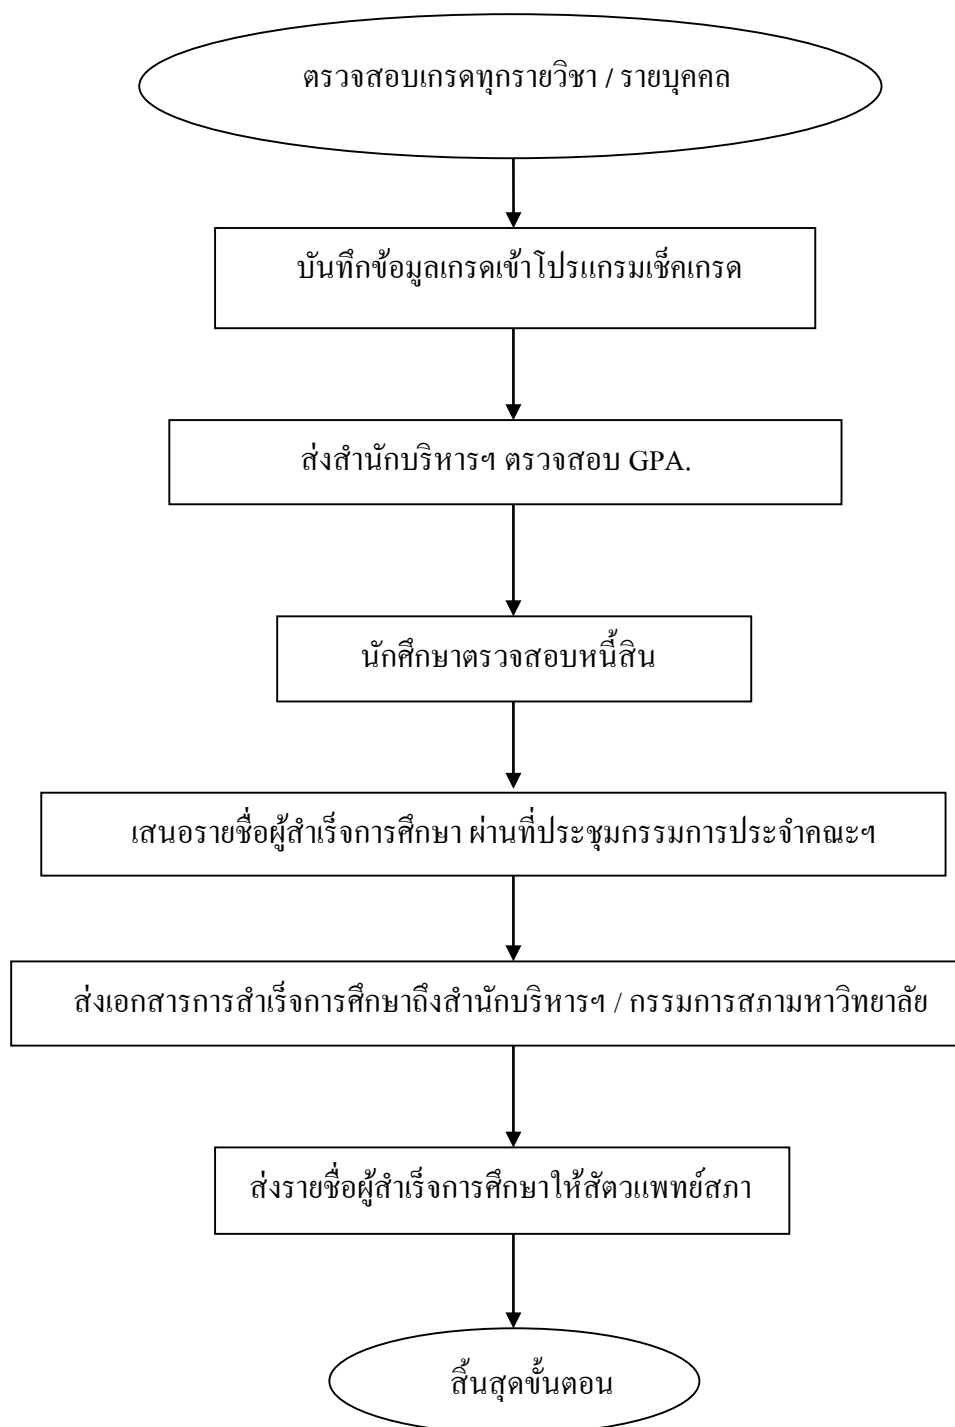 ตรวจสอบเกรดทุกรายวิชา / รายบุคคล
บันทึกข้อมูลเกรดเข้าโปรแกรมเช็คเกรด
ส่งสำนักบริหารฯ ตรวจสอบ GPA.
นักศึกษาตรวจสอบหนี้สิน
เสนอรายชื่อผู้สำเร็จการศึกษา ผ่านที่ประชุมกรรมการประจำคณะฯ
ส่งเอกสารการสำเร็จการศึกษาถึงสำนักบริหารฯ / กรรมการสภามหาวิทยาลัย
ส่งรายชื่อผู้สำเร็จการศึกษาให้สัตวแพทย์สภา
สิ้นสุดขั้นตอน